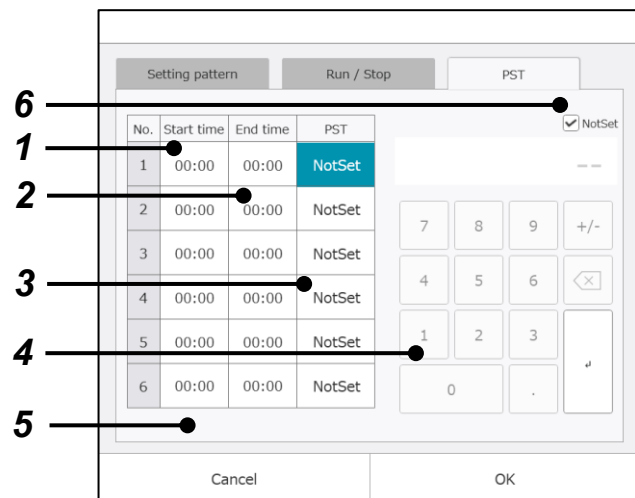 Setting pattern Run / Stop PST
6
NotSet
No. Start time End time PST
1
1 00:00 00:00 NotSet
--
2
2 00:00 00:00 NotSet
7 8 9 +/-
3 00:00 00:00 NotSet
3
4 5 6
4 00:00 00:00 NotSet
4
1 2 3
5 00:00 00:00 NotSet
6 00:00 00:00 NotSet
0 .
5
Cancel OK